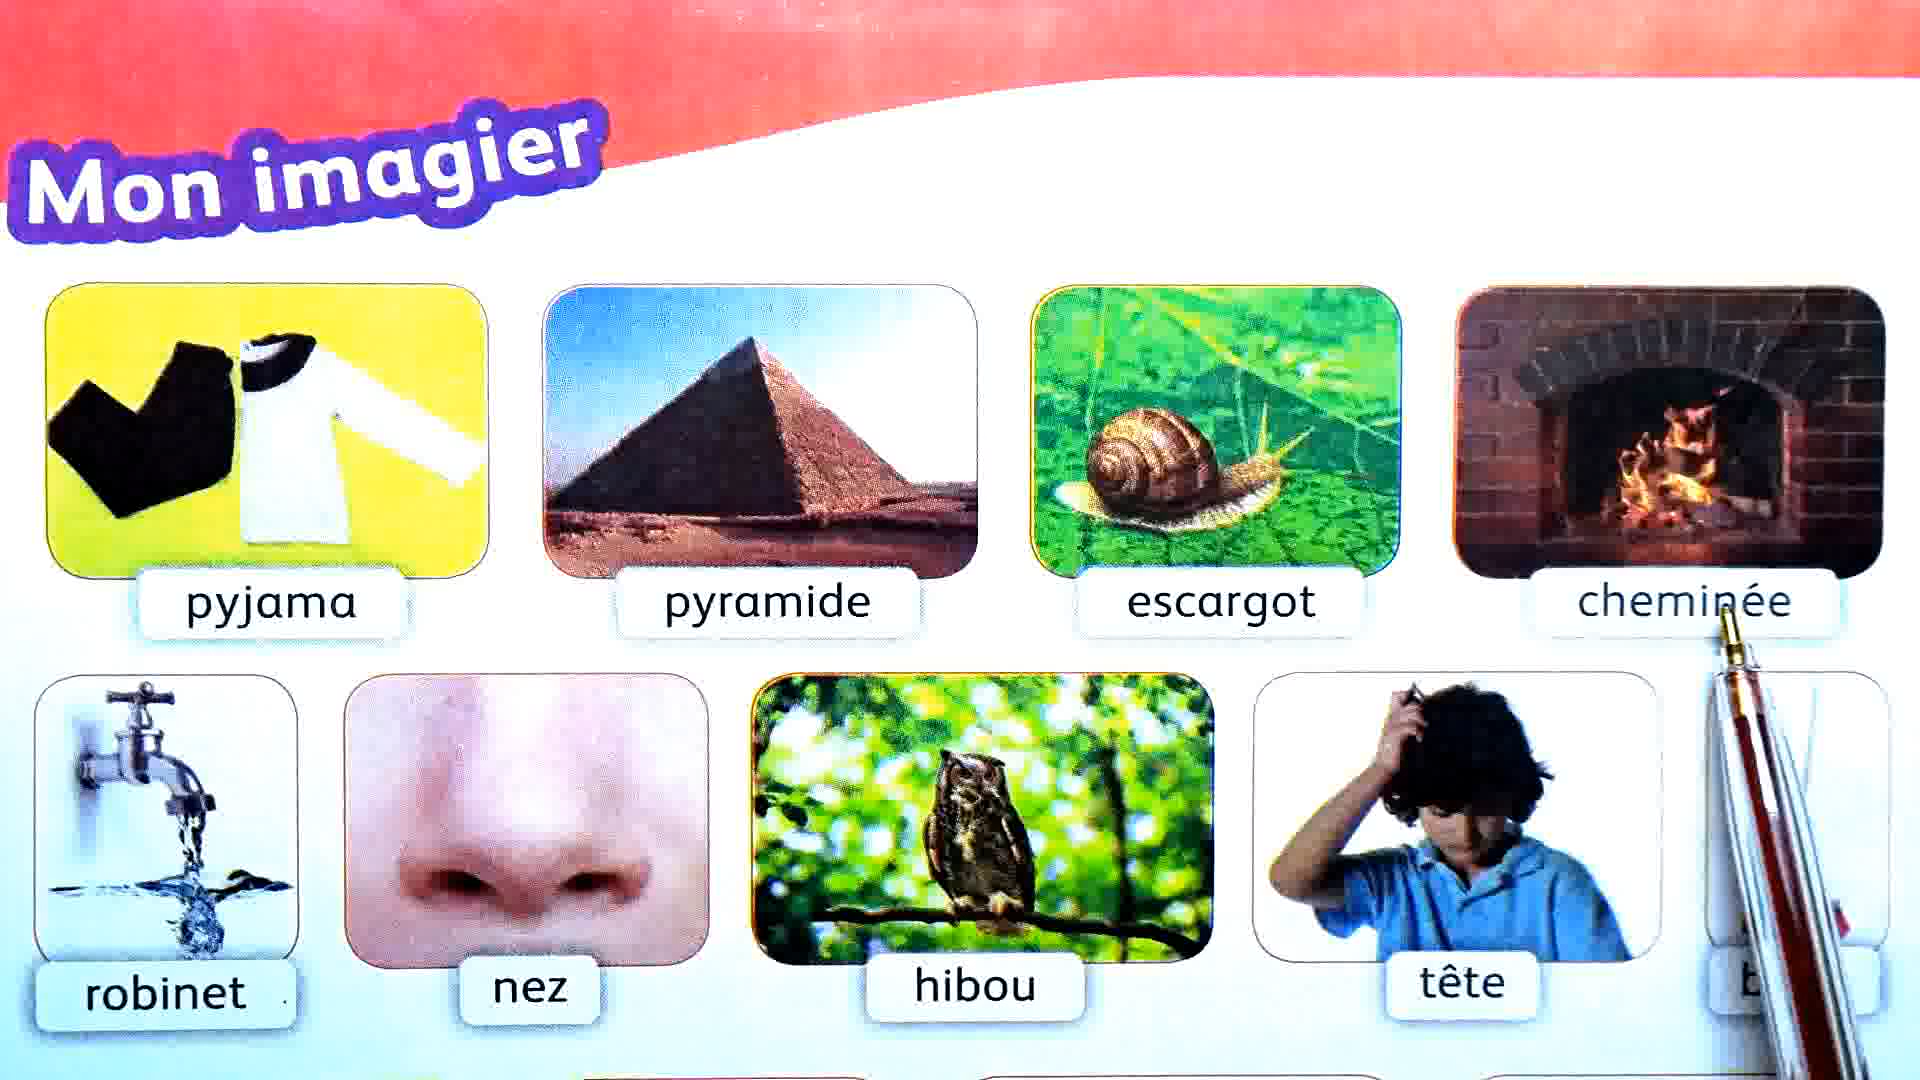 Mon imagier
pyjama
pyramide
escargot
cheminée
robinet
nez
hibou
tête